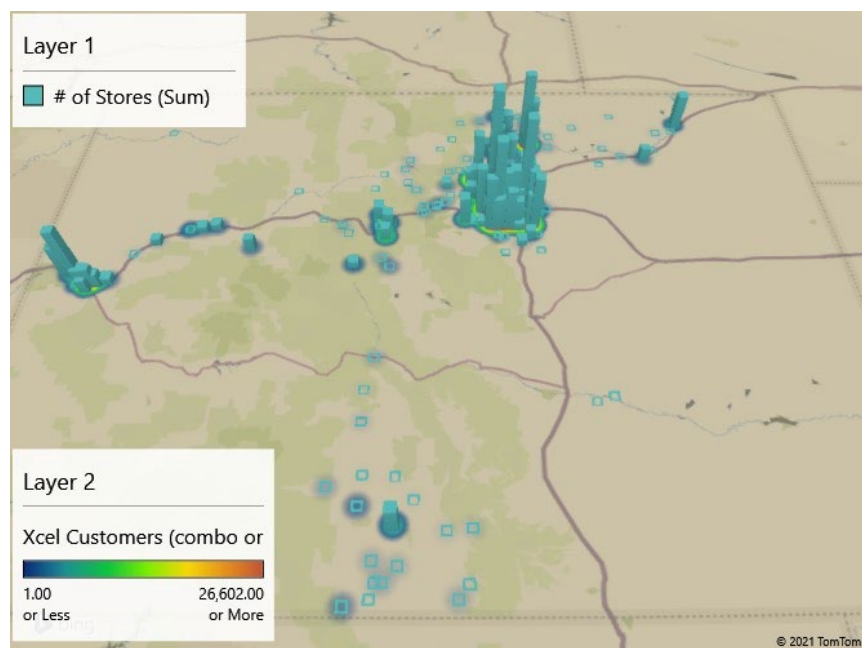 Layer 1
# of Stores (Sum)
Layer 2
Xcel Customers (combo or
1.00
or Less
26,602.00
or More
bing
© 2021 TomTom